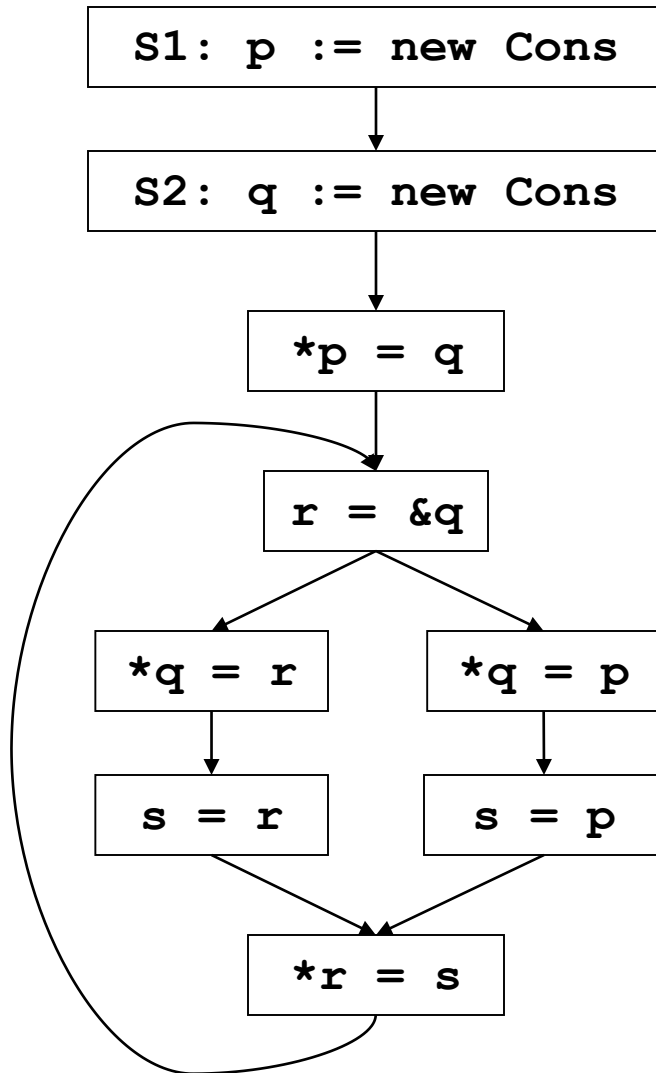 S1: p := new Cons
S2: q := new Cons
*p = q
r = &q
*q = r
*q = p
s = r
s = p
*r = s